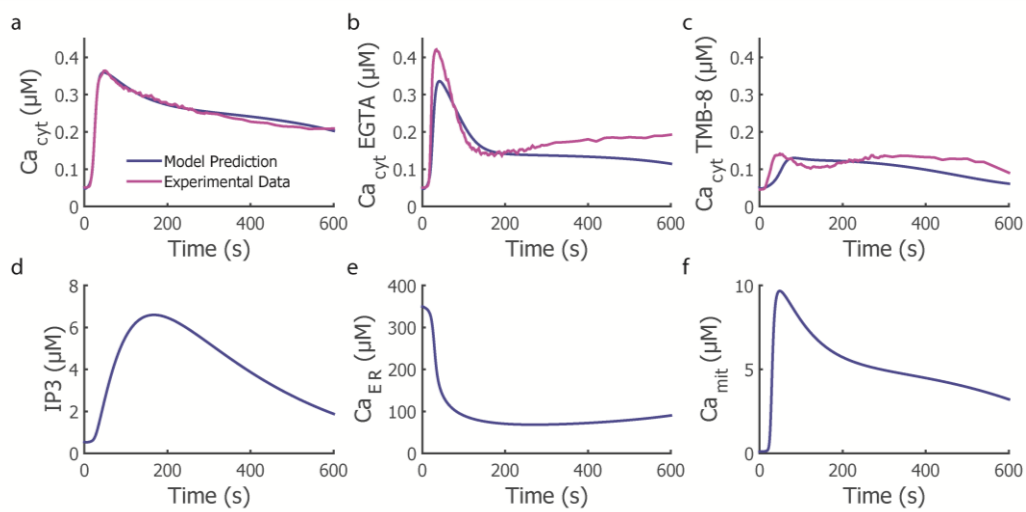 a
Ca cyt (µM)
0.4
0.3
0.2
0.1
0
Model Prediction
Experimental Data
0 200 400 600
Time (s)
b
Ca cyt EGTA (µM)
0.4
0.3
0.2
0.1
0
0 200 400 600
Time (s)
c
Ca cyt TMB-8 (µM)
0.4
0.3
0.2
0.1
0
0 200 400 600
Time (s)
d
IP3 (µM)
8
6
4
2
0
0 200 400 600
Time (s)
e
Ca ER (µM)
400
300
200
100
0
0 200 400 600
Time (s)
f
Ca mit (µM)
10
5
0
0 200 400 600
Time (s)